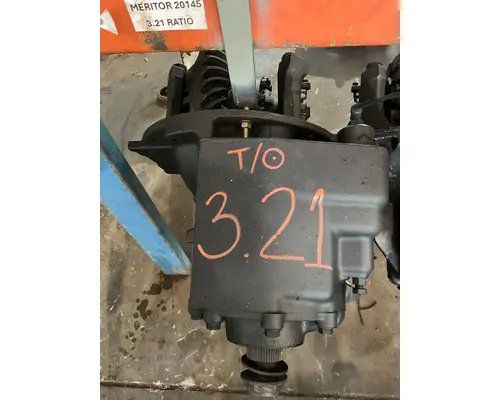 MERITOR 20145
3.21 RATIO
T/O
3.21